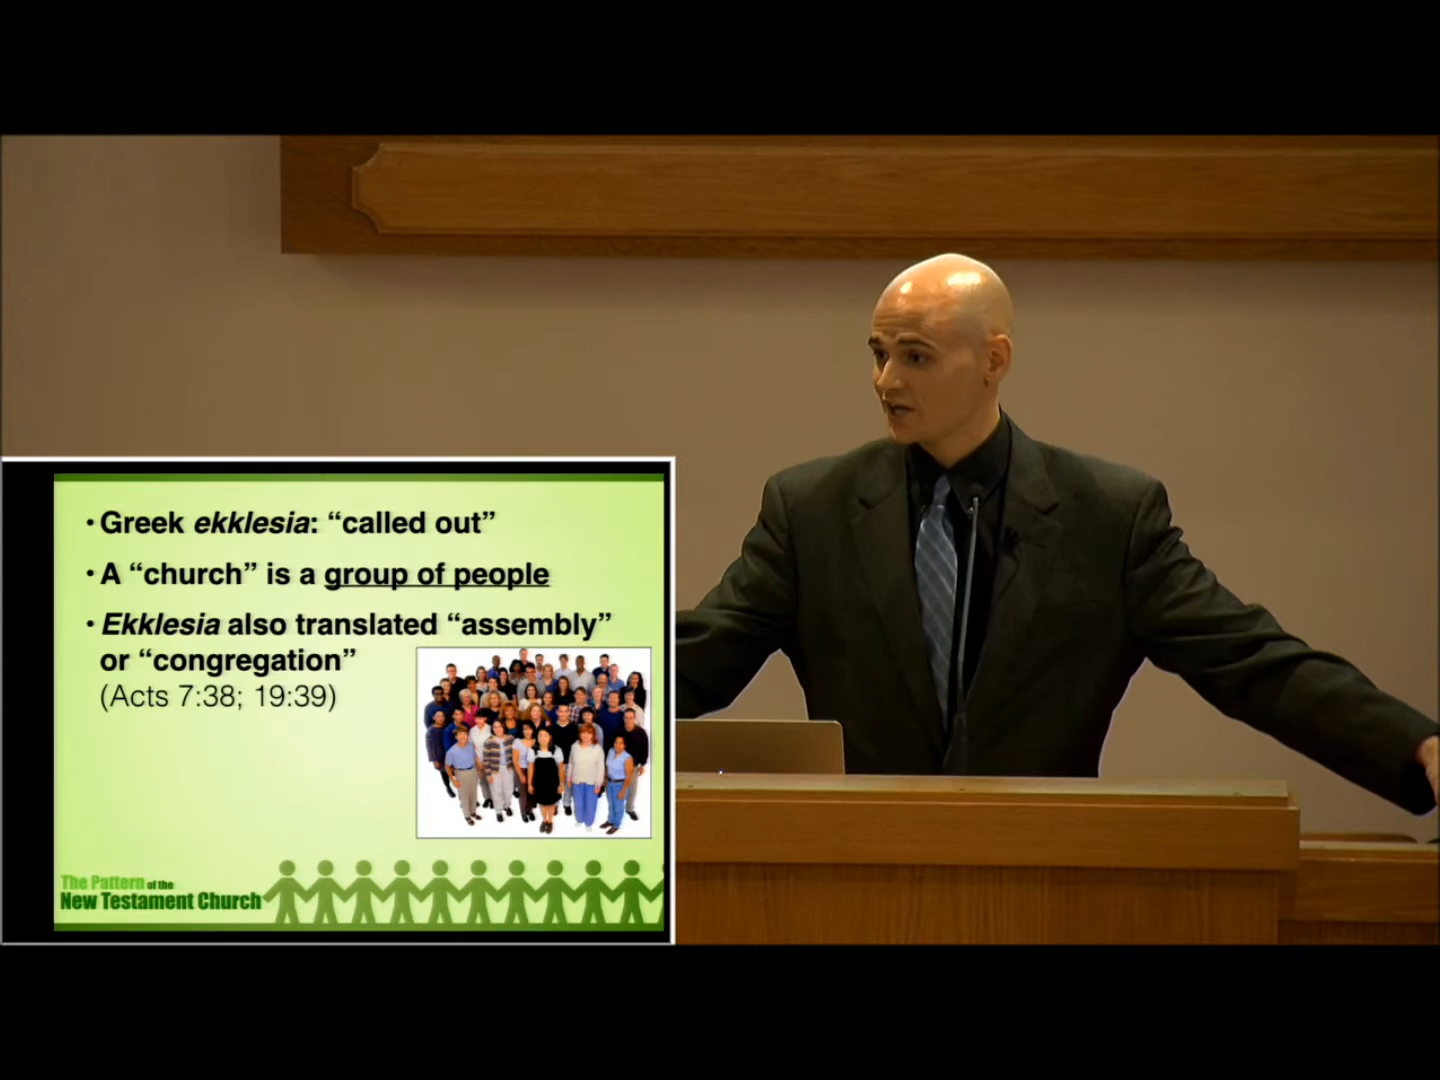 • Greek ekklesia: “called out”
• A “church” is a group of people
• Ekklesia also translated “assembly”
or “congregation”
(Acts 7:38; 19:39)
The Pattern of the
New Testament Church